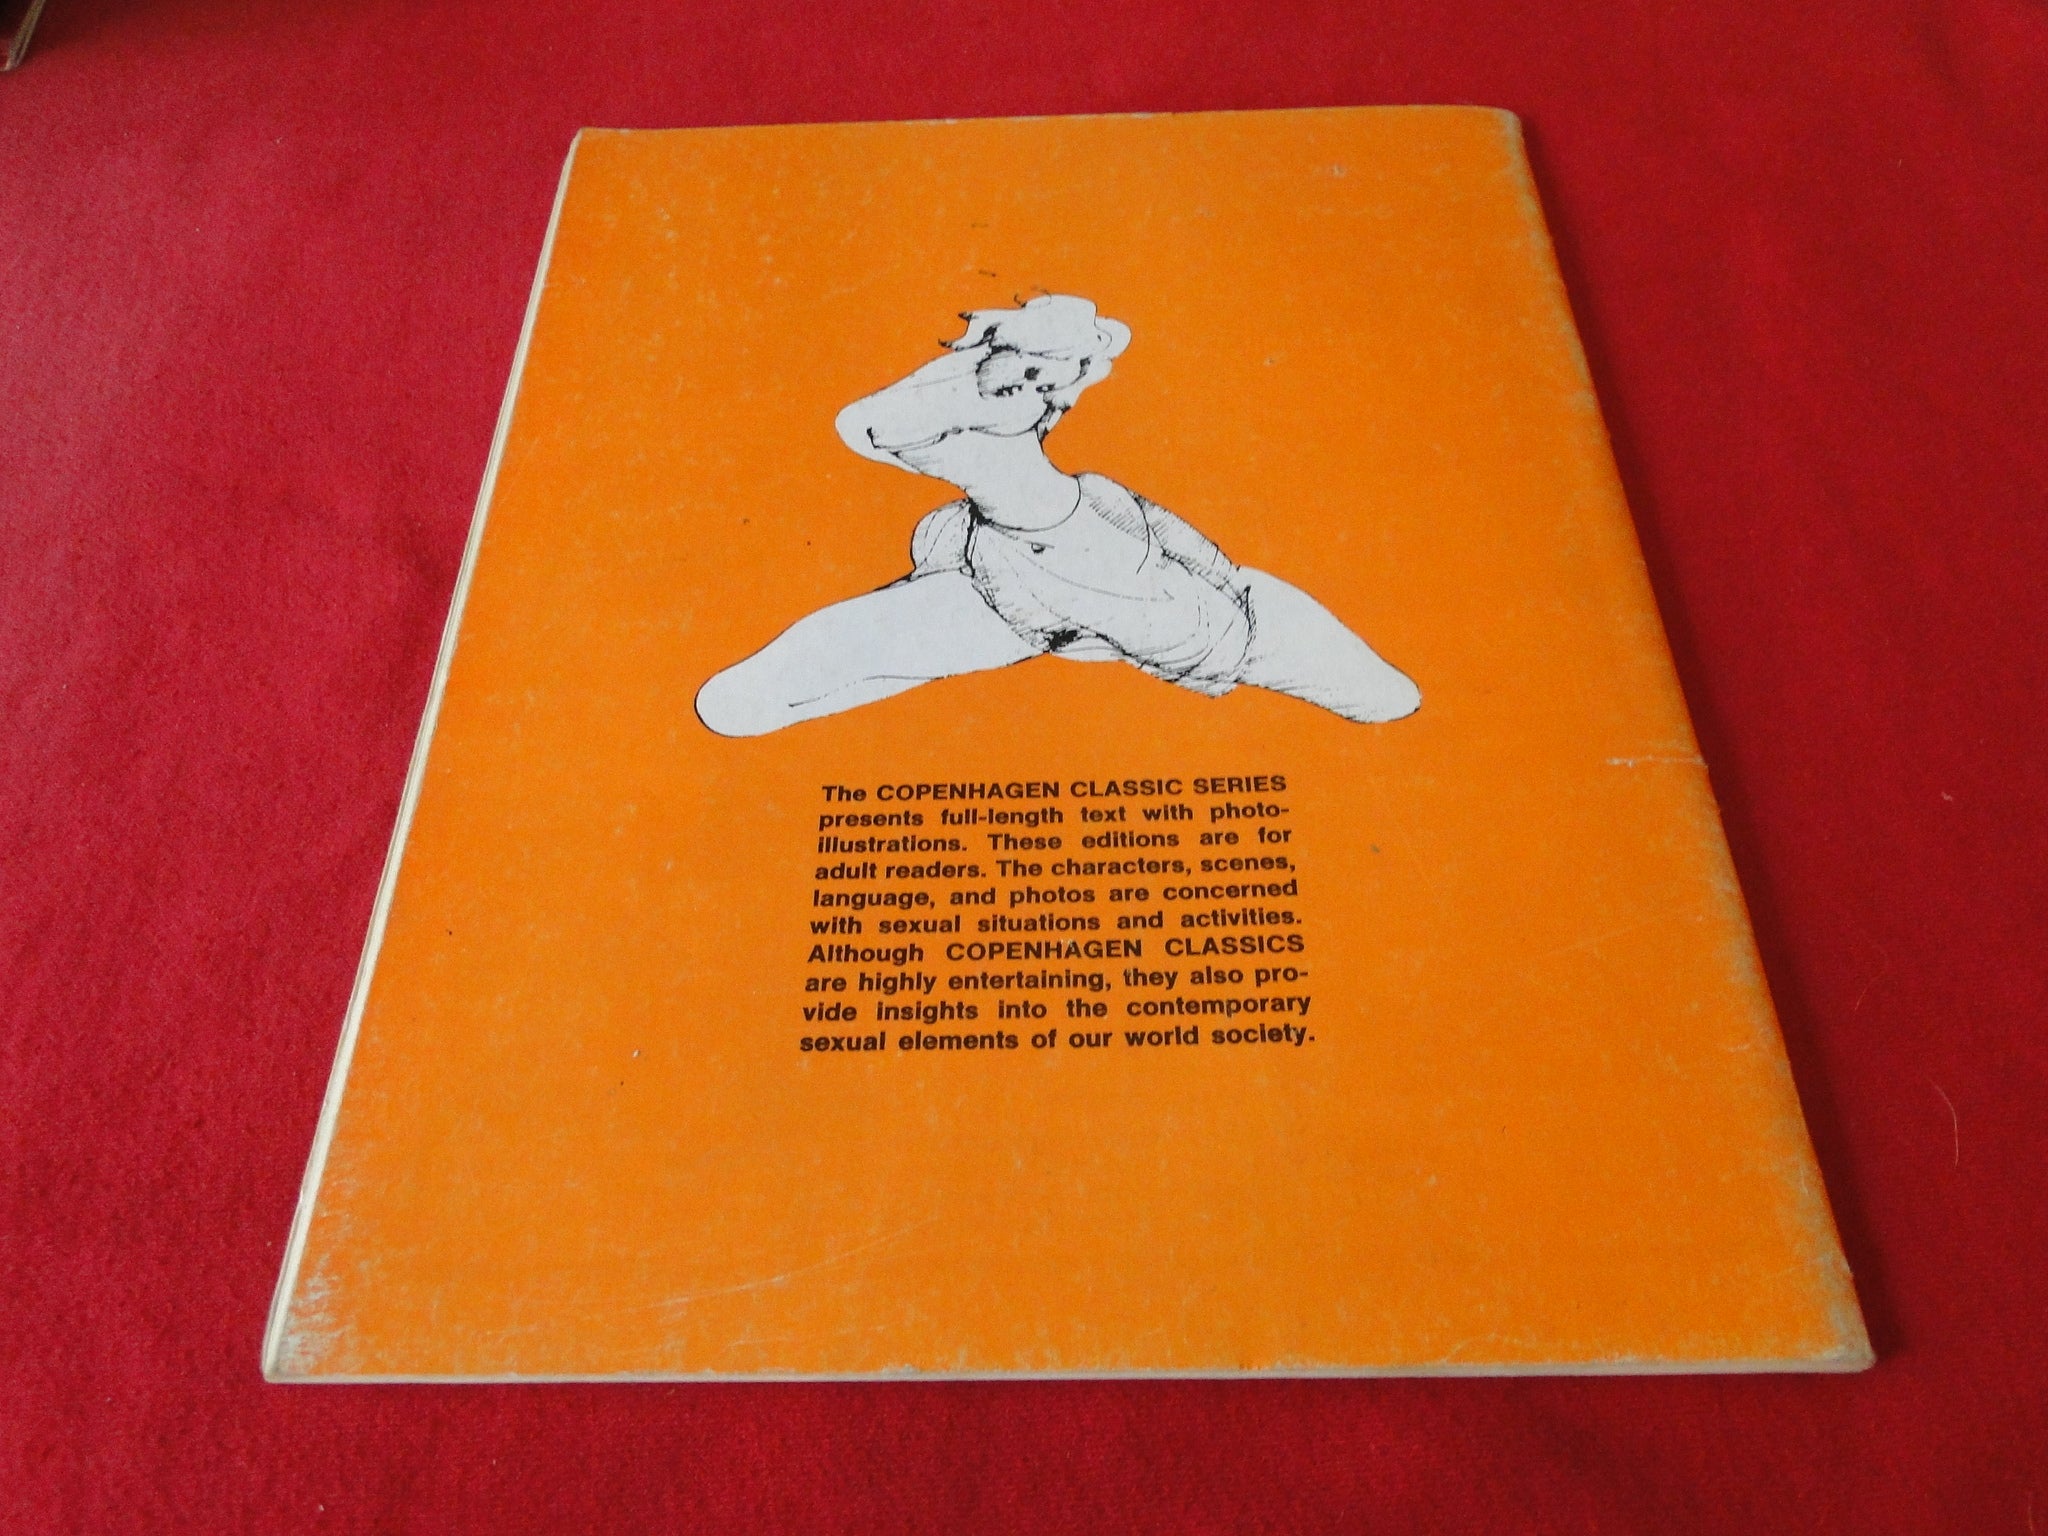 The COPENHAGEN CLASSIC SERIES
presents full-length text with photo-
illustrations. These editions are for
adult readers. The characters, scenes,
language, and photos are concerned
with sexual situations and activities.
Although COPENHAGEN CLASSICS
are highly entertaining, they also pro-
vide insights into the contemporary
sexual elements of our world society.